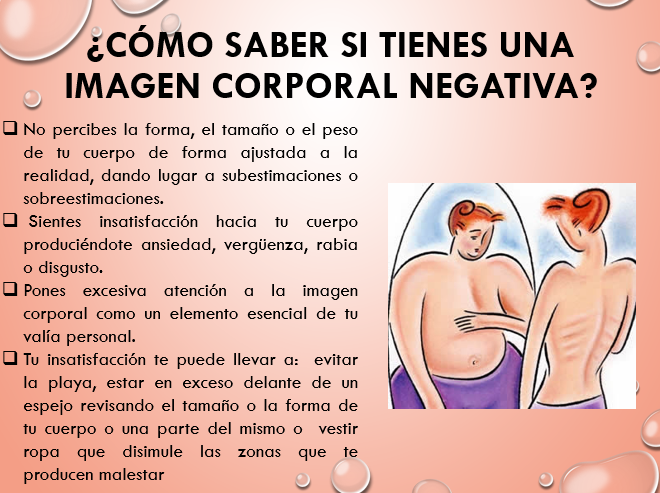 ¿CÓMO SABER SI TIENES UNA
IMAGEN CORPORAL NEGATIVA?
❑ No percibes la forma, el tamaño o el peso
de tu cuerpo de forma ajustada a la
realidad, dando lugar a subestimaciones o
sobreestimaciones.
❑ Sientes insatisfacción hacia tu cuerpo
produciéndote ansiedad, vergüenza, rabia
o disgusto.
❑ Pones excesiva atención a la imagen
corporal como un elemento esencial de tu
valía personal.
❑ Tu insatisfacción te puede llevar a: evitar
la playa, estar en exceso delante de un
espejo revisando el tamaño o la forma de
tu cuerpo o una parte del mismo o vestir
ropa que disimule las zonas que te
producen malestar